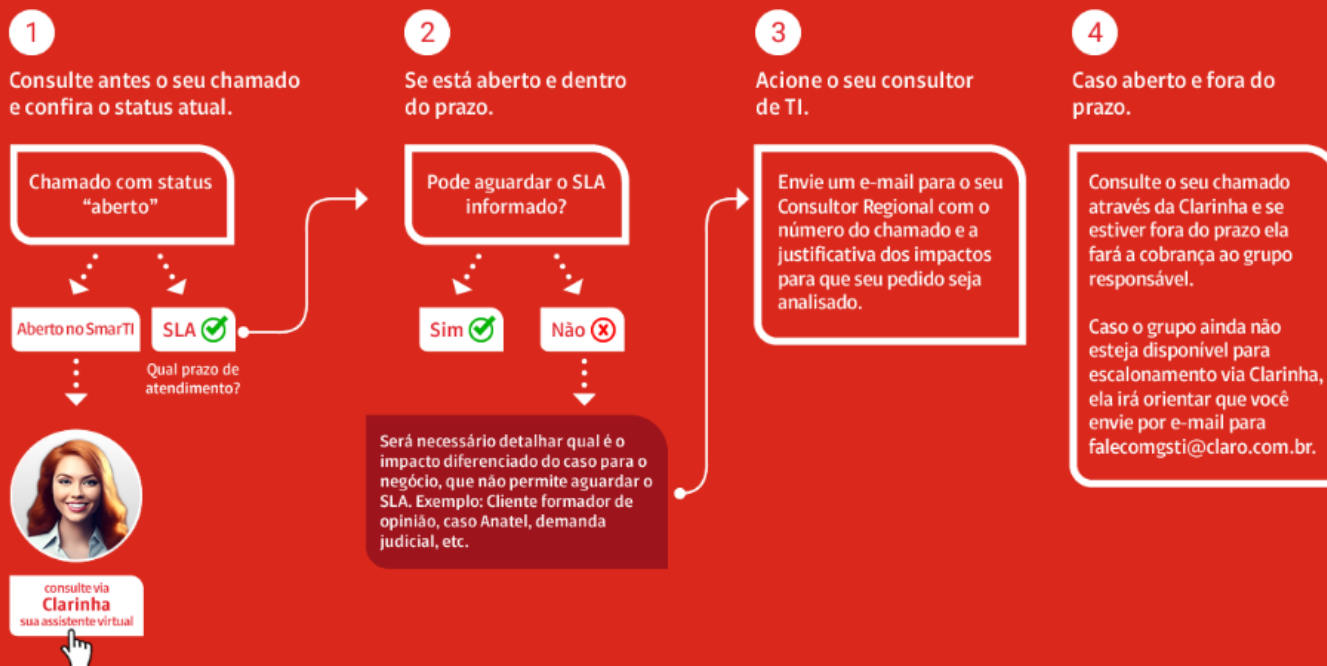 1
Consulte antes o seu chamado
e confira o status atual.
Chamado com status
“aberto”
Aberto no SmarTI
SLA
Qual prazo de
atendimento?
consulte via
Clarinha
sua assistente virtual
2
Se está aberto e dentro
do prazo.
Pode aguardar o SLA
informado?
Sim
Não
Será necessário detalhar qual é o
impacto diferenciado do caso para o
negócio, que não permite aguardar o
SLA. Exemplo: Cliente formador de
opinião, caso Anatel, demanda
judicial, etc.
3
Acione o seu consultor
de TI.
Envie um e-mail para o seu
Consultor Regional com o
número do chamado e a
justificativa dos impactos
para que seu pedido seja
analisado.
4
Caso aberto e fora do
prazo.
Consulte o seu chamado
através da Clarinha e se
estiver fora do prazo ela
fará a cobrança ao grupo
responsável.
Caso o grupo ainda não
esteja disponível para
escalonamento via Clarinha,
ela irá orientar que você
envie por e-mail para
falecomgsti@claro.com.br.